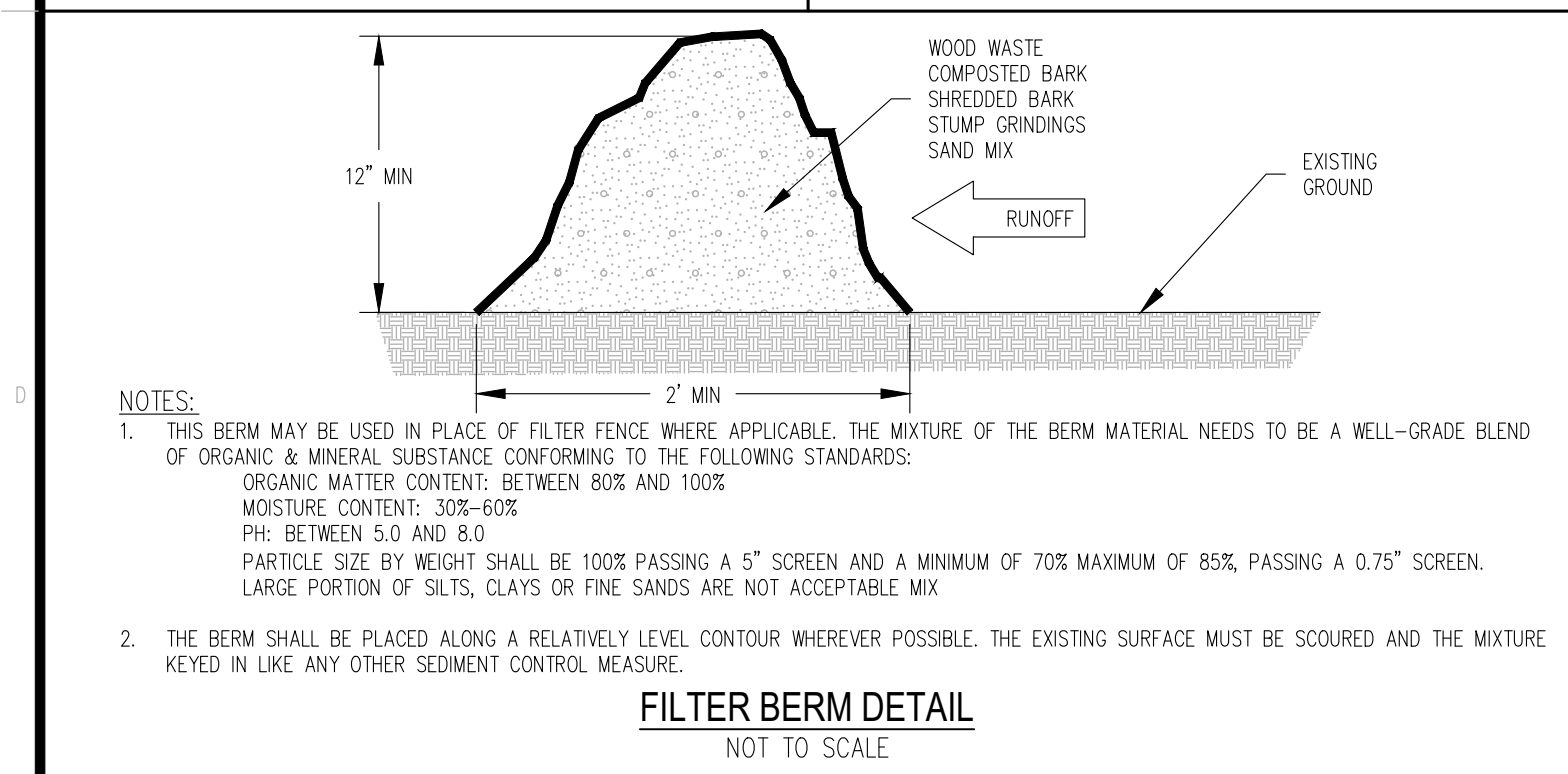 WOOD WASTE
COMPOSTED BARK
SHREDDED BARK
STUMP GRINDINGS
SAND MIX
EXISTING
GROUND
12" MIN
RUNOFF
2' MIN
D
NOTES:
1. THIS BERM MAY BE USED IN PLACE OF FILTER FENCE WHERE APPLICABLE. THE MIXTURE OF THE BERM MATERIAL NEEDS TO BE A WELL-GRADE BLEND
OF ORGANIC & MINERAL SUBSTANCE CONFORMING TO THE FOLLOWING STANDARDS:
ORGANIC MATTER CONTENT: BETWEEN 80% AND 100%
MOISTURE CONTENT: 30%-60%
PH: BETWEEN 5.0 AND 8.0
PARTICLE SIZE BY WEIGHT SHALL BE 100% PASSING A 5" SCREEN AND A MINIMUM OF 70% MAXIMUM OF 85%, PASSING A 0.75" SCREEN.
LARGE PORTION OF SILTS, CLAYS OR FINE SANDS ARE NOT ACCEPTABLE MIX
2. THE BERM SHALL BE PLACED ALONG A RELATIVELY LEVEL CONTOUR WHEREVER POSSIBLE. THE EXISTING SURFACE MUST BE SCOURED AND THE MIXTURE
KEYED IN LIKE ANY OTHER SEDIMENT CONTROL MEASURE.
FILTER BERM DETAIL
NOT TO SCALE